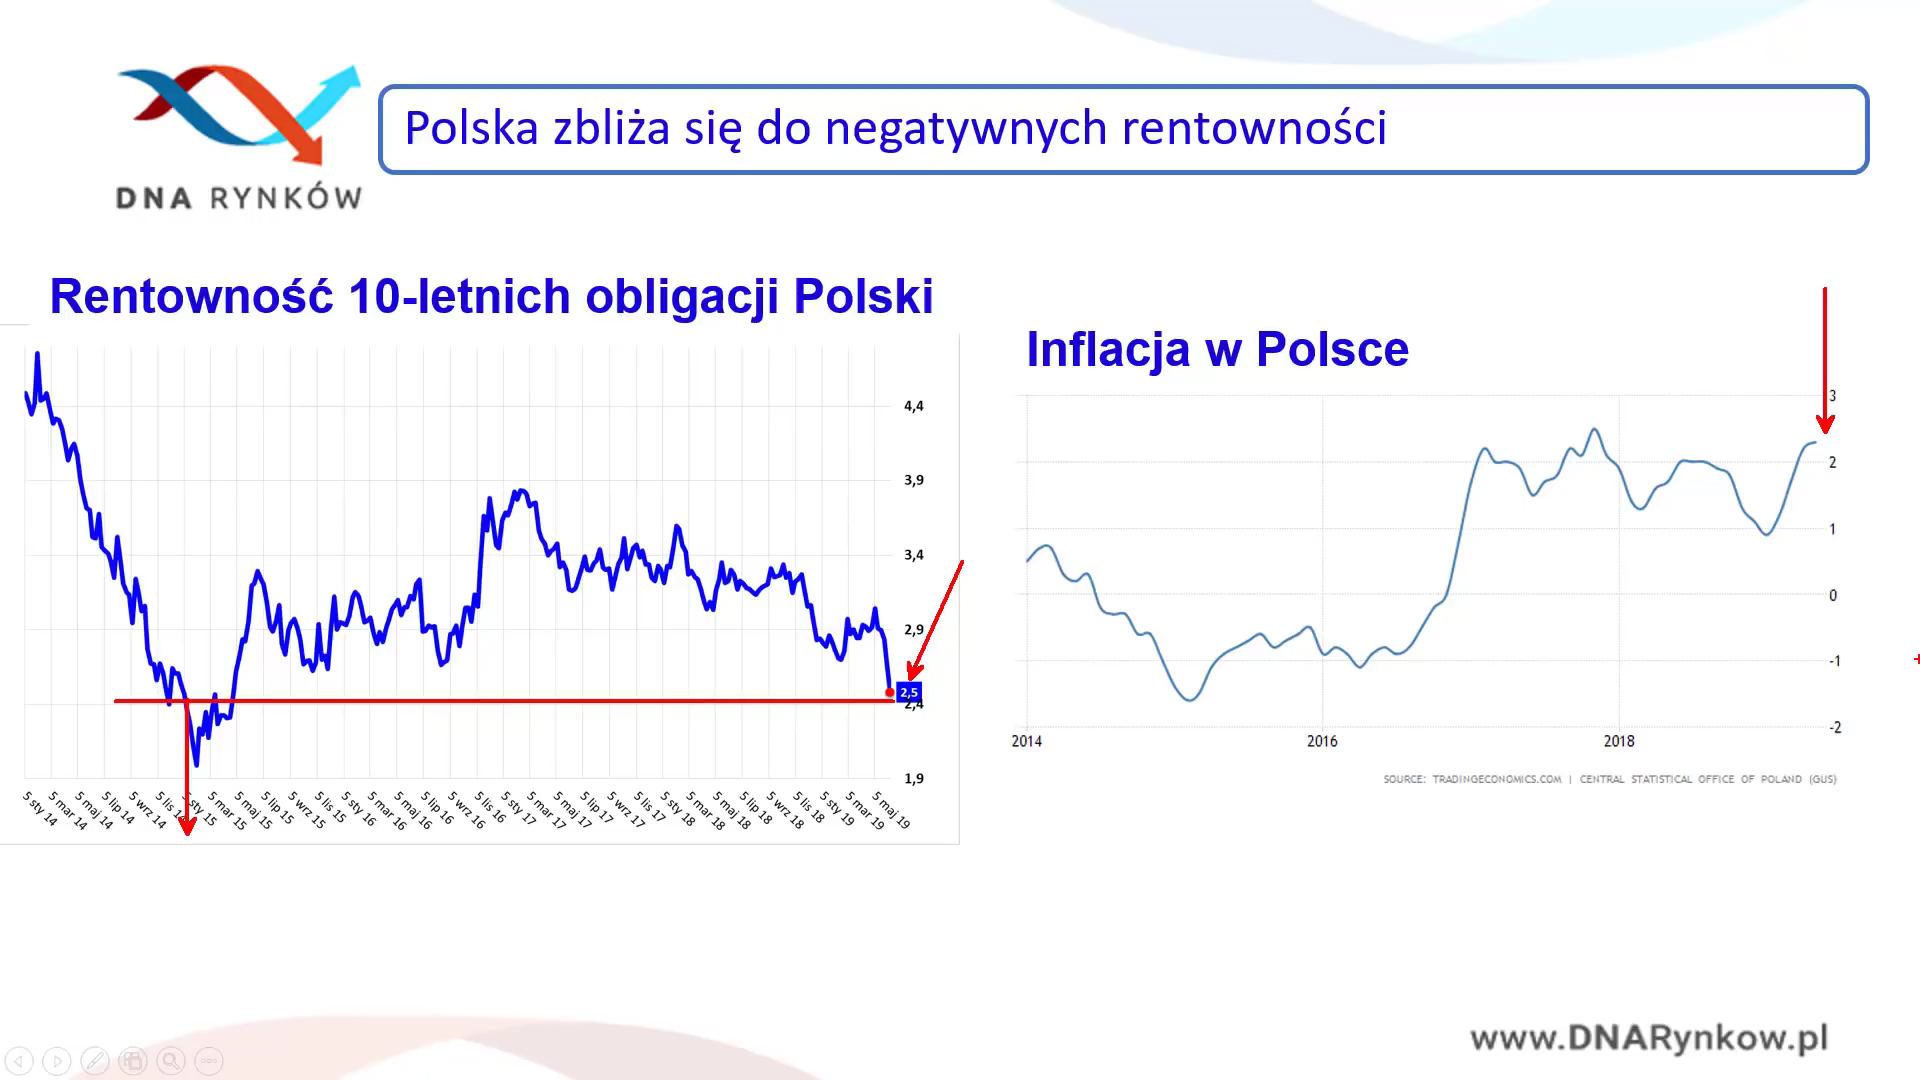 DNA RYNKÓW
Polska zbliża się do negatywnych rentowności
Rentowność 10-letnich obligacji Polski
4,4
3,9
3,4
2,9
2,5
2,4
1,9
5 sty 14
5 mar 14
5 maj 14
5 lip 14
5 wrz 14
5 lis 14
5 sty 15
5 mar 15
5 maj 15
5 lip 15
5 wrz 15
5 lis 15
5 sty 16
5 mar 16
5 maj 16
5 lip 16
5 wrz 16
5 lis 16
5 sty 17
5 mar 17
5 maj 17
5 lip 17
5 wrz 17
5 lis 17
5 sty 18
5 mar 18
5 maj 18
5 lip 18
5 wrz 18
5 lis 18
5 sty 19
5 mar 19
5 maj 19
Inflacja w Polsce
3
2
1
0
-1
-2
2014 2016 2018
SOURCE: TRADINGECONOMICS.COM | CENTRAL STATISTICAL OFFICE OF POLAND (GUS)
www.DNARynkow.pl